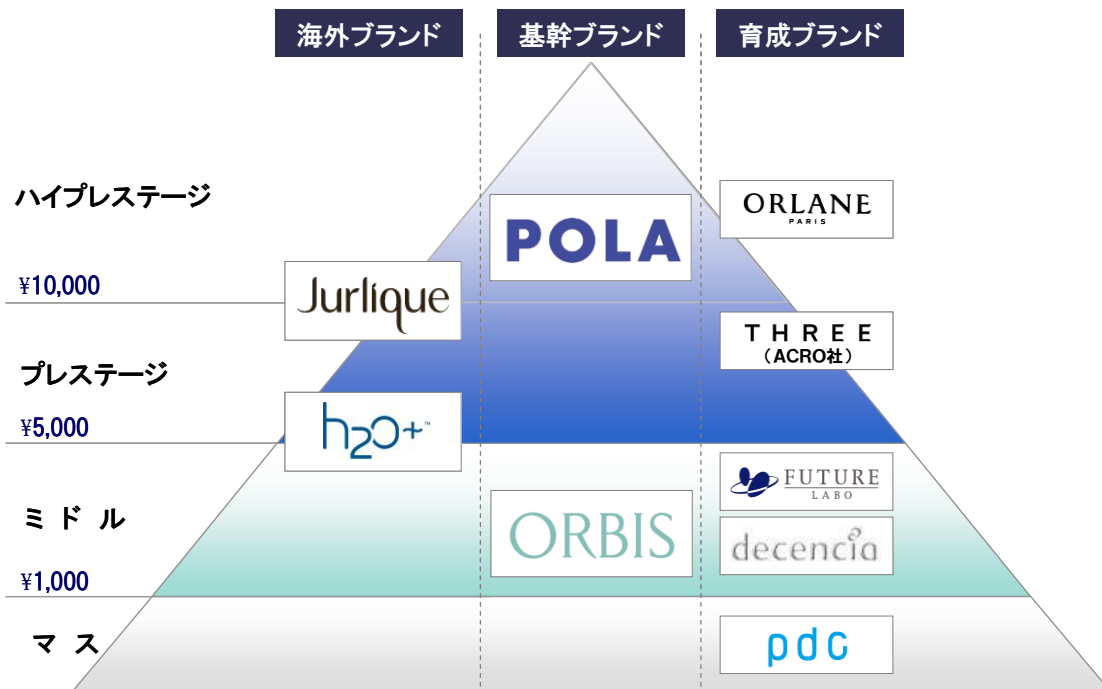 海外ブランド
基幹ブランド
育成ブランド
ハイプレステージ
POLA
ORLANE
PARIS
¥10,000
Jurlique
THREE
（ACRO社）
プレステージ
¥5,000
h2o+™
FUTURE
LABO
ミドル
ORBIS
decencia
¥1,000
マス
pdc